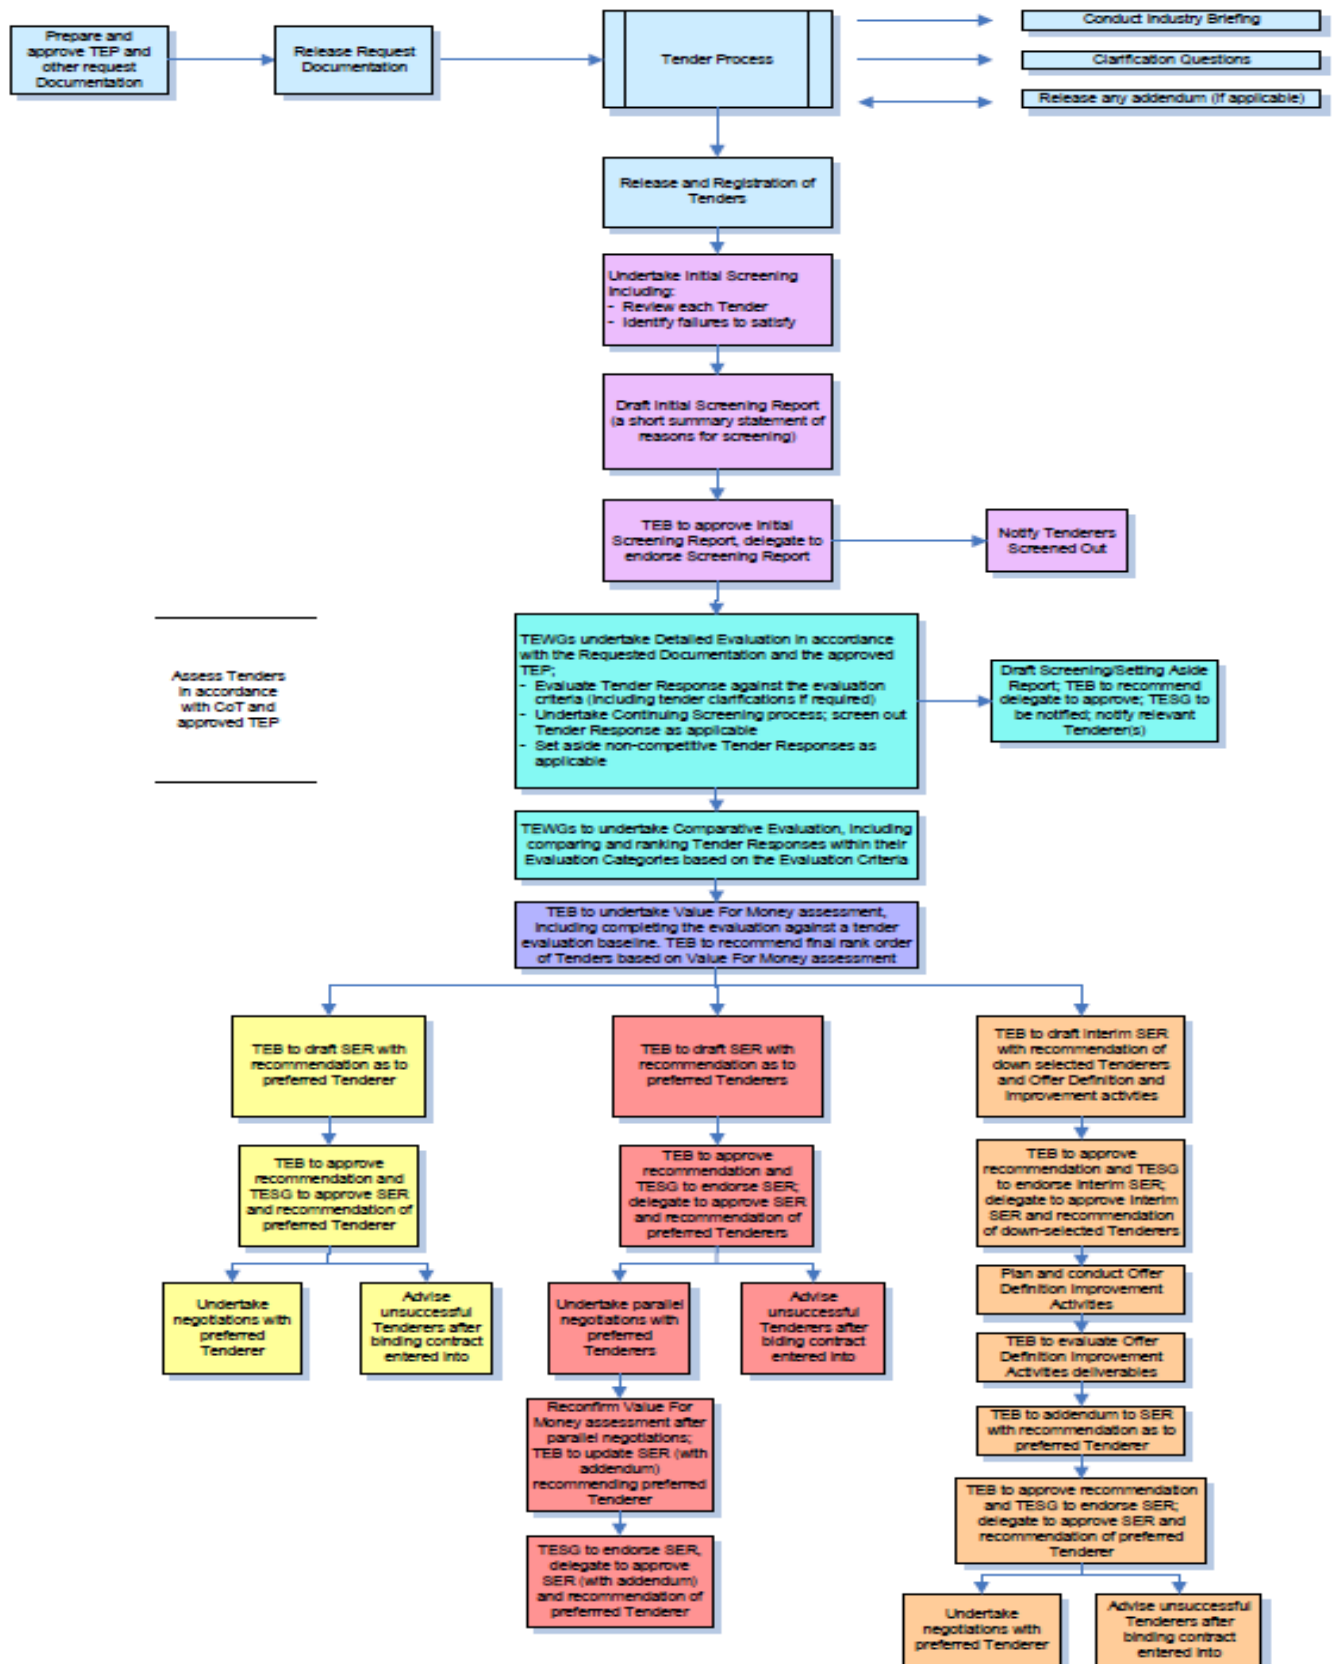 Prepare and
approve TEP and
other request
Documentation
Release Request
Documentation
Tender Process
Conduct Industry Briefing
Clarification Questions
Release any addendum (if applicable)
Release and Registration of
Tenders
Undertake Initial Screening
Including:
- Review each Tender
- Identify failures to satisfy
Draft Initial Screening Report
(a short summary statement of
reasons for screening)
TEB to approve Initial
Screening Report, delegate to
endorse Screening Report
Notify Tenderers
Screened Out
Assess Tenders
in accordance
with CoT and
approved TEP
TEWGs undertake Detailed Evaluation in accordance
with the Requested Documentation and the approved
TEP;
- Evaluate Tender Response against the evaluation
criteria (including tender clarifications if required)
- Undertake Continuing Screening process; screen out
Tender Response as applicable
- Set aside non-competitive Tender Responses as
applicable
Draft Screening/Setting Aside
Report; TEB to recommend
delegate to approve; TESG to
be notified; notify relevant
Tenderer(s)
TEWGs to undertake Comparative Evaluation, including
comparing and ranking Tender Responses within their
Evaluation Categories based on the Evaluation Criteria
TEB to undertake Value For Money assessment,
including completing the evaluation against a tender
evaluation baseline. TEB to recommend final rank order
of Tenders based on Value For Money assessment
TEB to draft SER with
recommendation as to
preferred Tenderer
TEB to approve
recommendation and
TESG to approve SER
and recommendation of
preferred Tenderer
Undertake
negotiations with
preferred
Tenderer
Advise
unsuccessful
Tenderers after
binding contract
entered into
TEB to draft SER with
recommendation as to
preferred Tenderers
TEB to approve
recommendation and
TESG to endorse SER;
delegate to approve SER
and recommendation of
preferred Tenderers
Undertake parallel
negotiations with
preferred
Tenderers
Advise
unsuccessful
Tenderers after
biding contract
entered into
Reconfirm Value For
Money assessment after
parallel negotiations;
TEB to update SER (with
addendum)
recommending preferred
Tenderer
TESG to endorse SER,
delegate to approve
SER (with addendum)
and recommendation of
preferrred Tenderer
TEB to draft Interim SER
with recommendation of
down selected Tenderers
and Offer Definition and
Improvement activties
TEB to approve
recommendation and TESG
to endorse Interim SER;
delegate to approve Interim
SER and recommendation
of down-selected Tenderers
Plan and conduct Offer
Definition Improvement
Activities
TEB to evaluate Offer
Definition Improvement
Activities deliverables
TEB to addendum to SER
with recommendation as to
preferred Tenderer
TEB to approve recommendation
and TESG to endorse SER;
delegate to approve SER and
recommendation of preferred
Tenderer
Undertake
negotiations with
preferred Tenderer
Advise unsuccessful
Tenderers after
binding contract
entered into